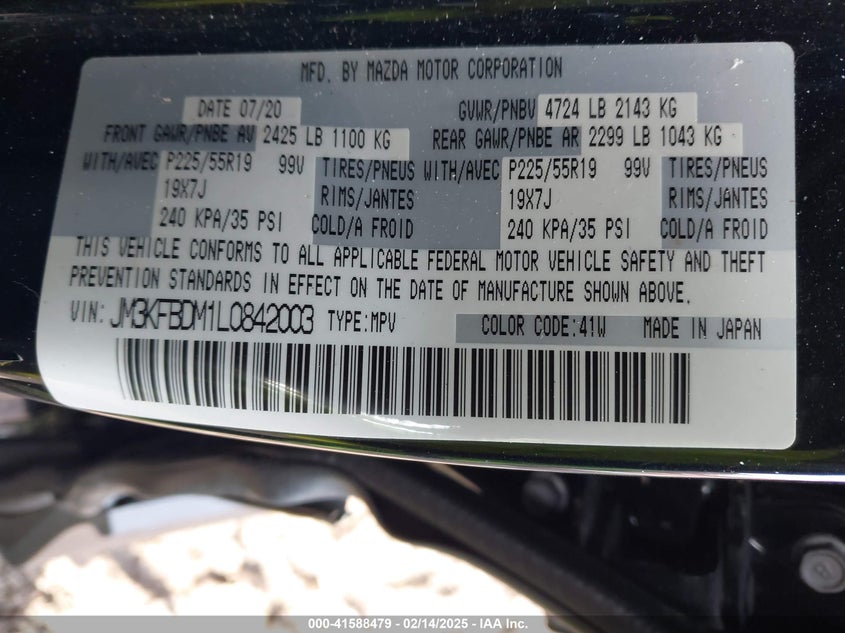 MFD. BY MAZDA MOTOR CORPORATION
DATE 07/20 GVWR/PNBV 4724 LB 2143 KG
FRONT GAWR/PNBE AV 2425 LB 1100 KG REAR GAWR/PNBE AR 2299 LB 1043 KG
WITH/AVEC P225/55R19 99V TIRES/PNEUS WITH/AVEC P225/55R19 99V TIRES/PNEUS
19X7J RIMS/JANTES 19X7J RIMS/JANTES
240 KPA/35 PSI COLD/A FROID 240 KPA/35 PSI COLD/A FROID
THIS VEHICLE CONFORMS TO ALL APPLICABLE FEDERAL MOTOR VEHICLE SAFETY AND THEFT
PREVENTION STANDARDS IN EFFECT ON THE DATE OF MANUFACTURE SHOWN ABOVE.
VIN: JM3KFBDM1L0842003 TYPE:MPV COLOR CODE:41W MADE IN JAPAN
000-41588479 - 02/14/2025 - IAA Inc.